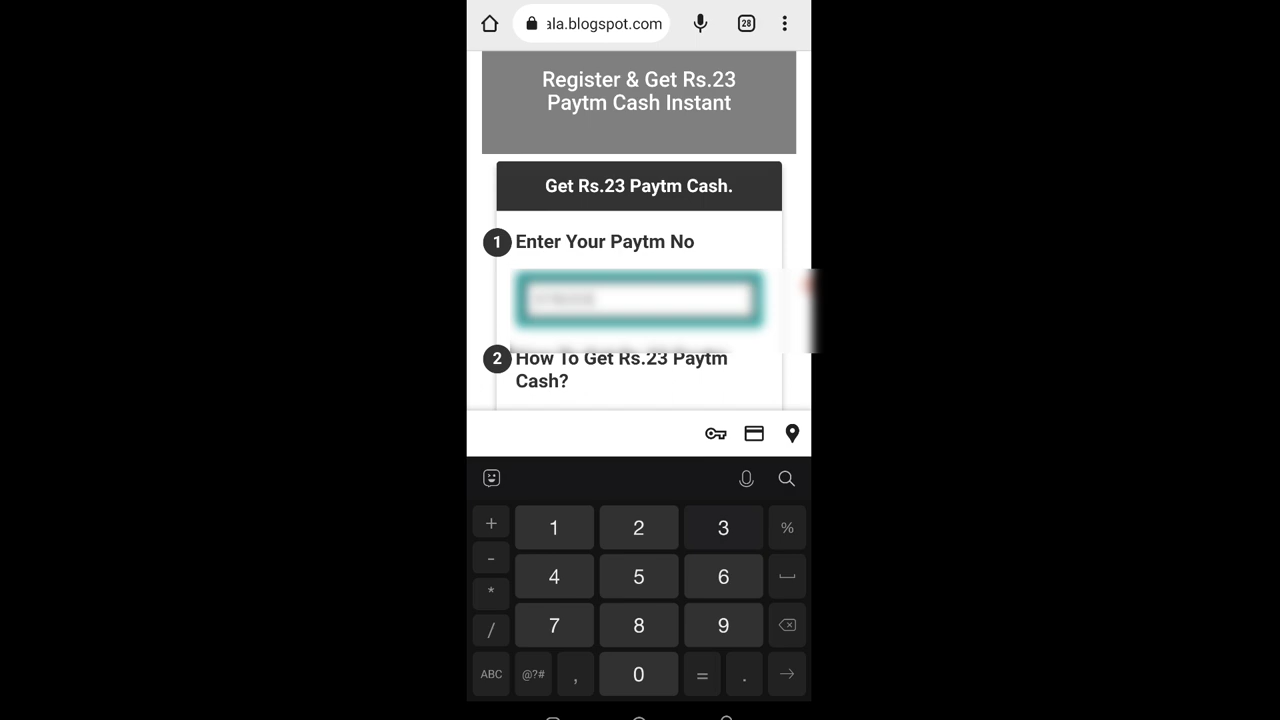 ala.blogspot.com
28
Register & Get Rs.23
Paytm Cash Instant
Get Rs.23 Paytm Cash.
1 Enter Your Paytm No
2 How To Get Rs.23 Paytm
Cash?
+ 1 2 3 %
- 4 5 6
* 7 8 9
/
ABC @?# , 0 = .